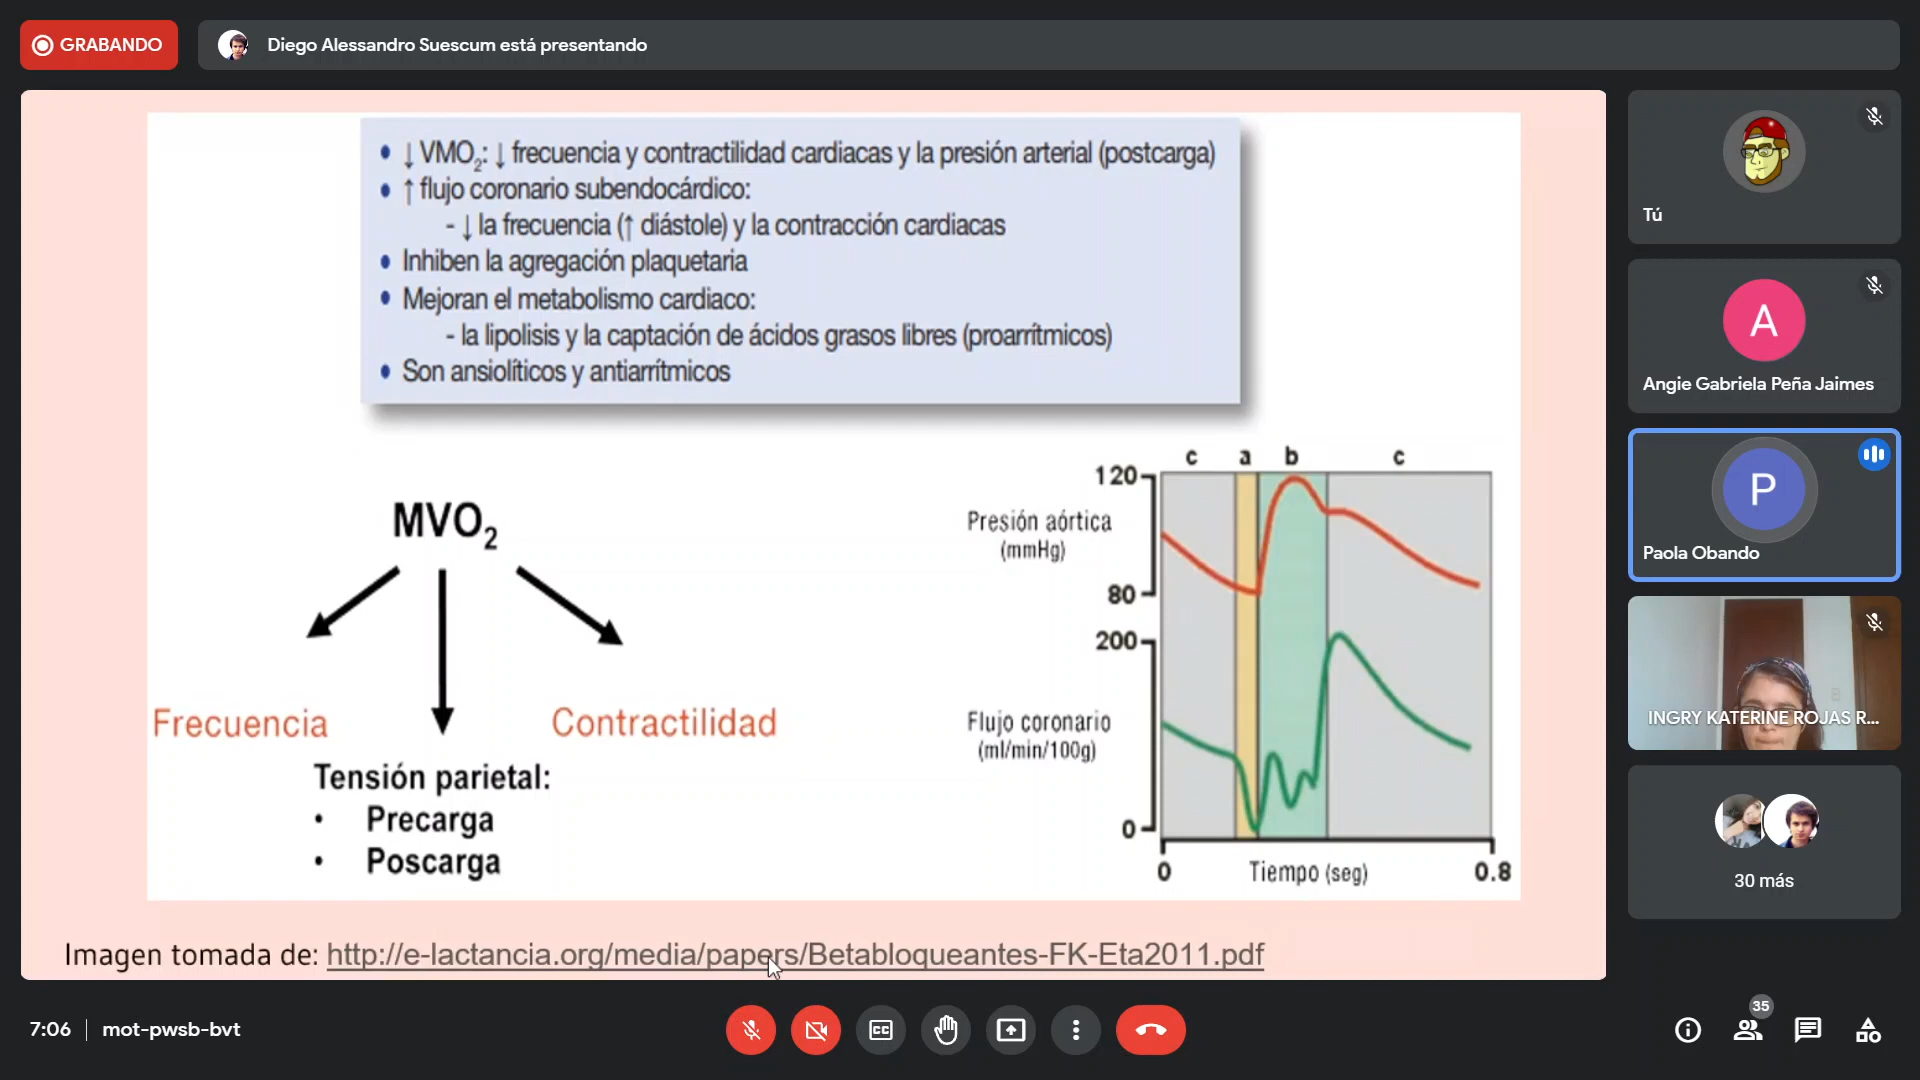 GRABANDO
Diego Alessandro Suescum está presentando
• ↓ VMO₂: ↓ frecuencia y contractilidad cardiacas y la presión arterial (postcarga)
• ↑ flujo coronario subendocárdico:
- ↓ la frecuencia (↑ diástole) y la contracción cardiacas
• Inhiben la agregación plaquetaria
• Mejoran el metabolismo cardiaco:
- la lipolisis y la captación de ácidos grasos libres (proarrítmicos)
• Son ansiolíticos y antiarrítmicos
MVO₂
Frecuencia
Contractilidad
Tensión parietal:
• Precarga
• Poscarga
c a b c
120
Presión aórtica
(mmHg)
80
200
Flujo coronario
(ml/min/100g)
0
0 Tiempo (seg) 0.8
Imagen tomada de: http://e-lactancia.org/media/papers/Betabloqueantes-FK-Eta2011.pdf
Tú
A
Angie Gabriela Peña Jaimes
P
Paola Obando
INGRY KATERINE ROJAS R...
30 más
7:06 | mot-pwsb-bvt
CC
35